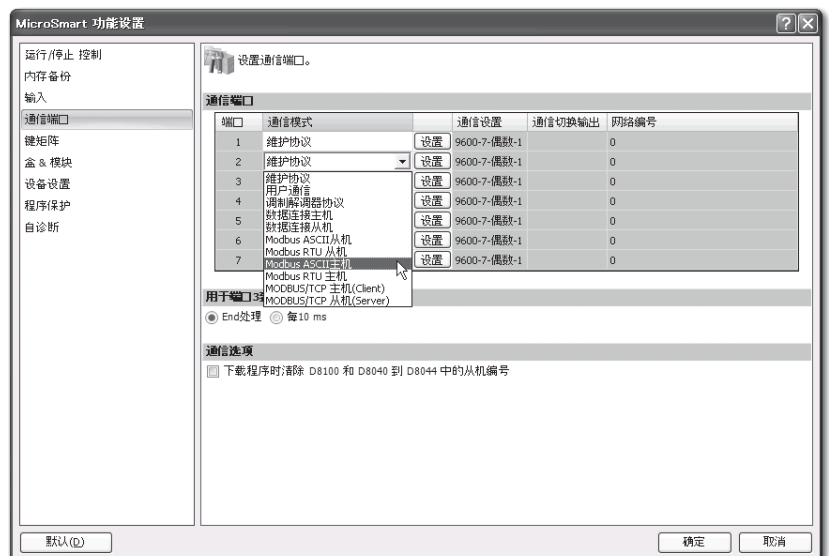 MicroSmart 功能设置
运行/停止 控制
内存备份
输入
通信端口
键矩阵
盒 & 模块
设备设置
程序保护
自诊断
设置通信端口。
通信端口
端口 通信模式 通信设置 通信切换输出 网络编号
1 维护协议 设置 9600-7-偶数-1 0
2 维护协议 设置 9600-7-偶数-1 0
3 设置 9600-7-偶数-1 0
4 设置 9600-7-偶数-1 0
5 设置 9600-7-偶数-1 0
6 设置 9600-7-偶数-1 0
7 设置 9600-7-偶数-1 0
维护协议
用户通信
调制解调器协议
数据连接主机
数据连接从机
Modbus ASCII从机
Modbus RTU 从机
Modbus ASCII主机
Modbus RTU 主机
MODBUS/TCP 主机(Client)
MODBUS/TCP 从机(Server)
用于端口3
End处理 每10 ms
通信选项
下载程序时清除 D8100 和 D8040 到 D8044 中的从机编号
默认(D) 确定 取消